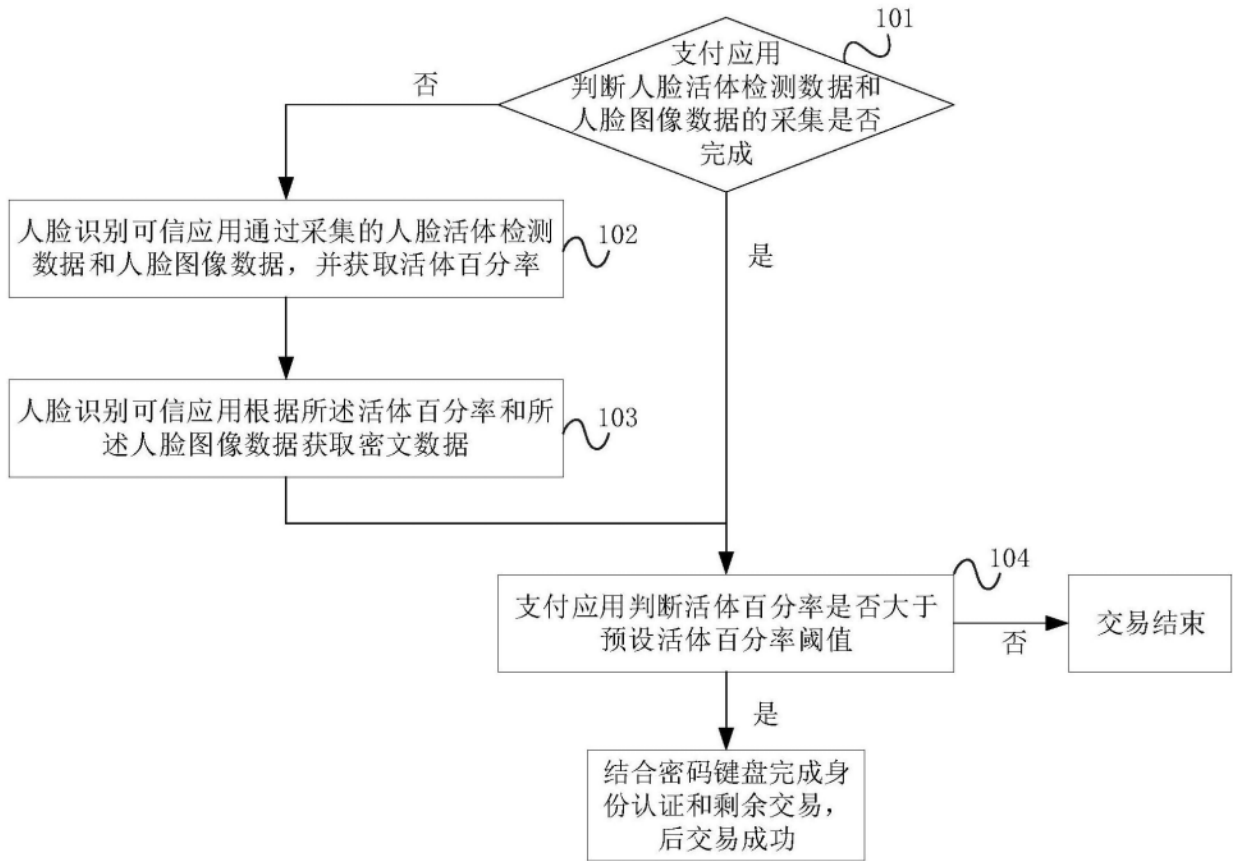 101
支付应用
判断人脸活体检测数据和
人脸图像数据的采集是否
完成
否
是
人脸识别可信应用通过采集的人脸活体检测
数据和人脸图像数据，并获取活体百分率
102
人脸识别可信应用根据所述活体百分率和所
述人脸图像数据获取密文数据
103
104
支付应用判断活体百分率是否大于
预设活体百分率阈值
否
交易结束
是
结合密码键盘完成身
份认证和剩余交易，
后交易成功